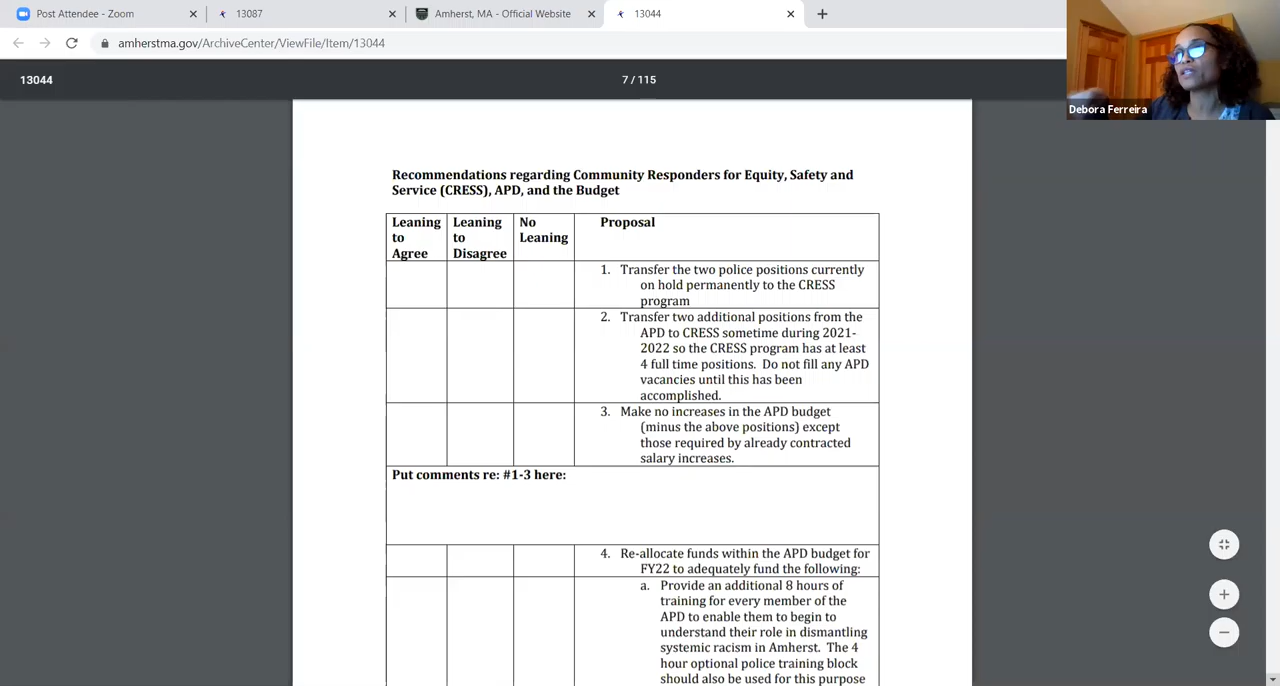 Post Attendee - Zoom
13087
Amherst, MA - Official Website
13044
amherstma.gov/ArchiveCenter/ViewFile/Item/13044
13044
7 / 115
Debora Ferreira
Recommendations regarding Community Responders for Equity, Safety and
Service (CRESS), APD, and the Budget
Leaning
to
Agree
Leaning
to
Disagree
No
Leaning
Proposal
1. Transfer the two police positions currently
on hold permanently to the CRESS
program
2. Transfer two additional positions from the
APD to CRESS sometime during 2021-
2022 so the CRESS program has at least
4 full time positions. Do not fill any APD
vacancies until this has been
accomplished.
3. Make no increases in the APD budget
(minus the above positions) except
those required by already contracted
salary increases.
Put comments re: #1-3 here:
4. Re-allocate funds within the APD budget for
FY22 to adequately fund the following:
a. Provide an additional 8 hours of
training for every member of the
APD to enable them to begin to
understand their role in dismantling
systemic racism in Amherst. The 4
hour optional police training block
should also be used for this purpose